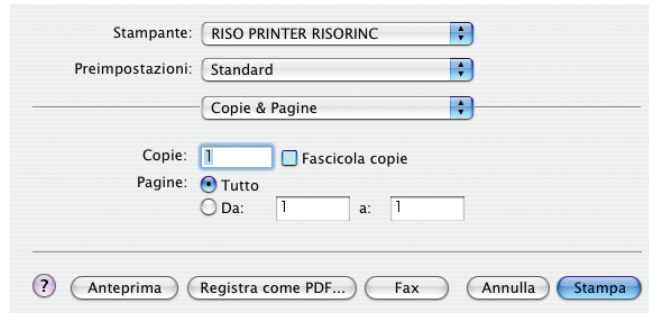 Stampante: RISO PRINTER RISORINC
Preimpostazioni: Standard
Copie & Pagine
Copie: 1 Fascicola copie
Pagine: Tutto
Da: 1 a: 1
? Anteprima Registra come PDF... Fax Annulla Stampa